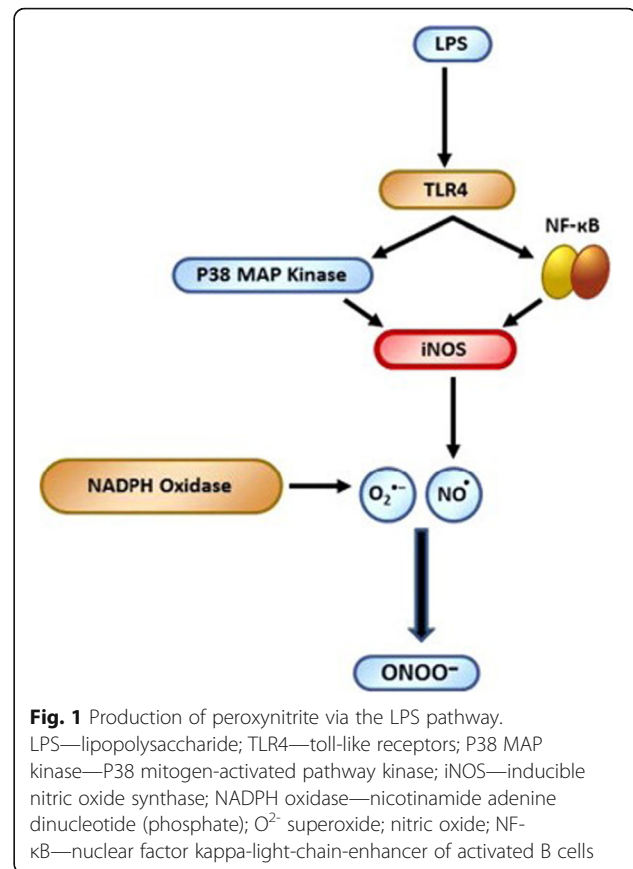 LPS
TLR4
NF-κB
P38 MAP Kinase
iNOS
NADPH Oxidase
O₂•– NO•
ONOO–
Fig. 1 Production of peroxynitrite via the LPS pathway.
LPS—lipopolysaccharide; TLR4—toll-like receptors; P38 MAP
kinase—P38 mitogen-activated pathway kinase; iNOS—inducible
nitric oxide synthase; NADPH oxidase—nicotinamide adenine
dinucleotide (phosphate); O²⁻ superoxide; nitric oxide; NF-
κB—nuclear factor kappa-light-chain-enhancer of activated B cells